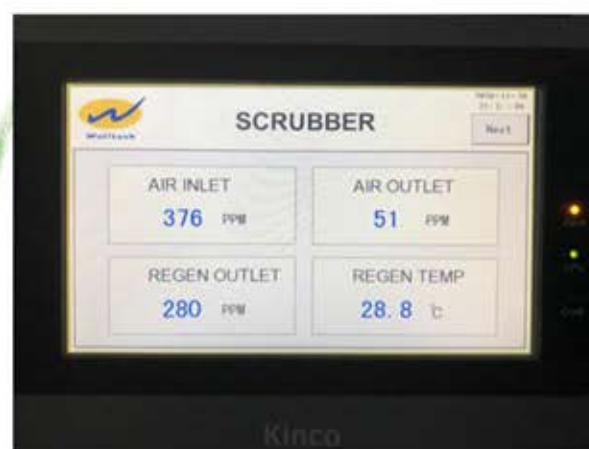 SCRUBBER
Next
AIR INLET
376 PPM
AIR OUTLET
51 PPM
REGEN OUTLET
280 PPM
REGEN TEMP
28.8 ℃
Kinco